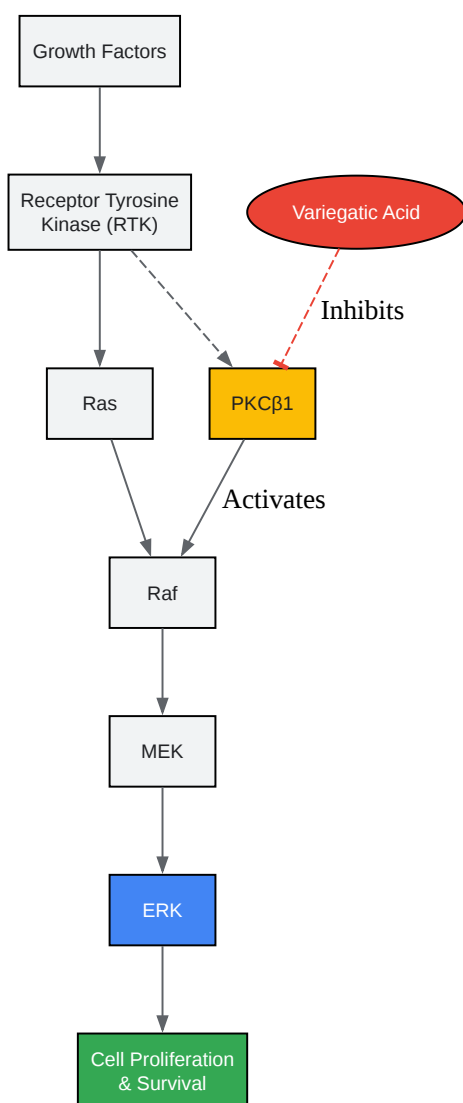 Growth Factors
Receptor Tyrosine
Kinase (RTK)
Variegatic Acid
Inhibits
Ras
PKCβ1
Activates
Raf
MEK
ERK
Cell Proliferation
& Survival